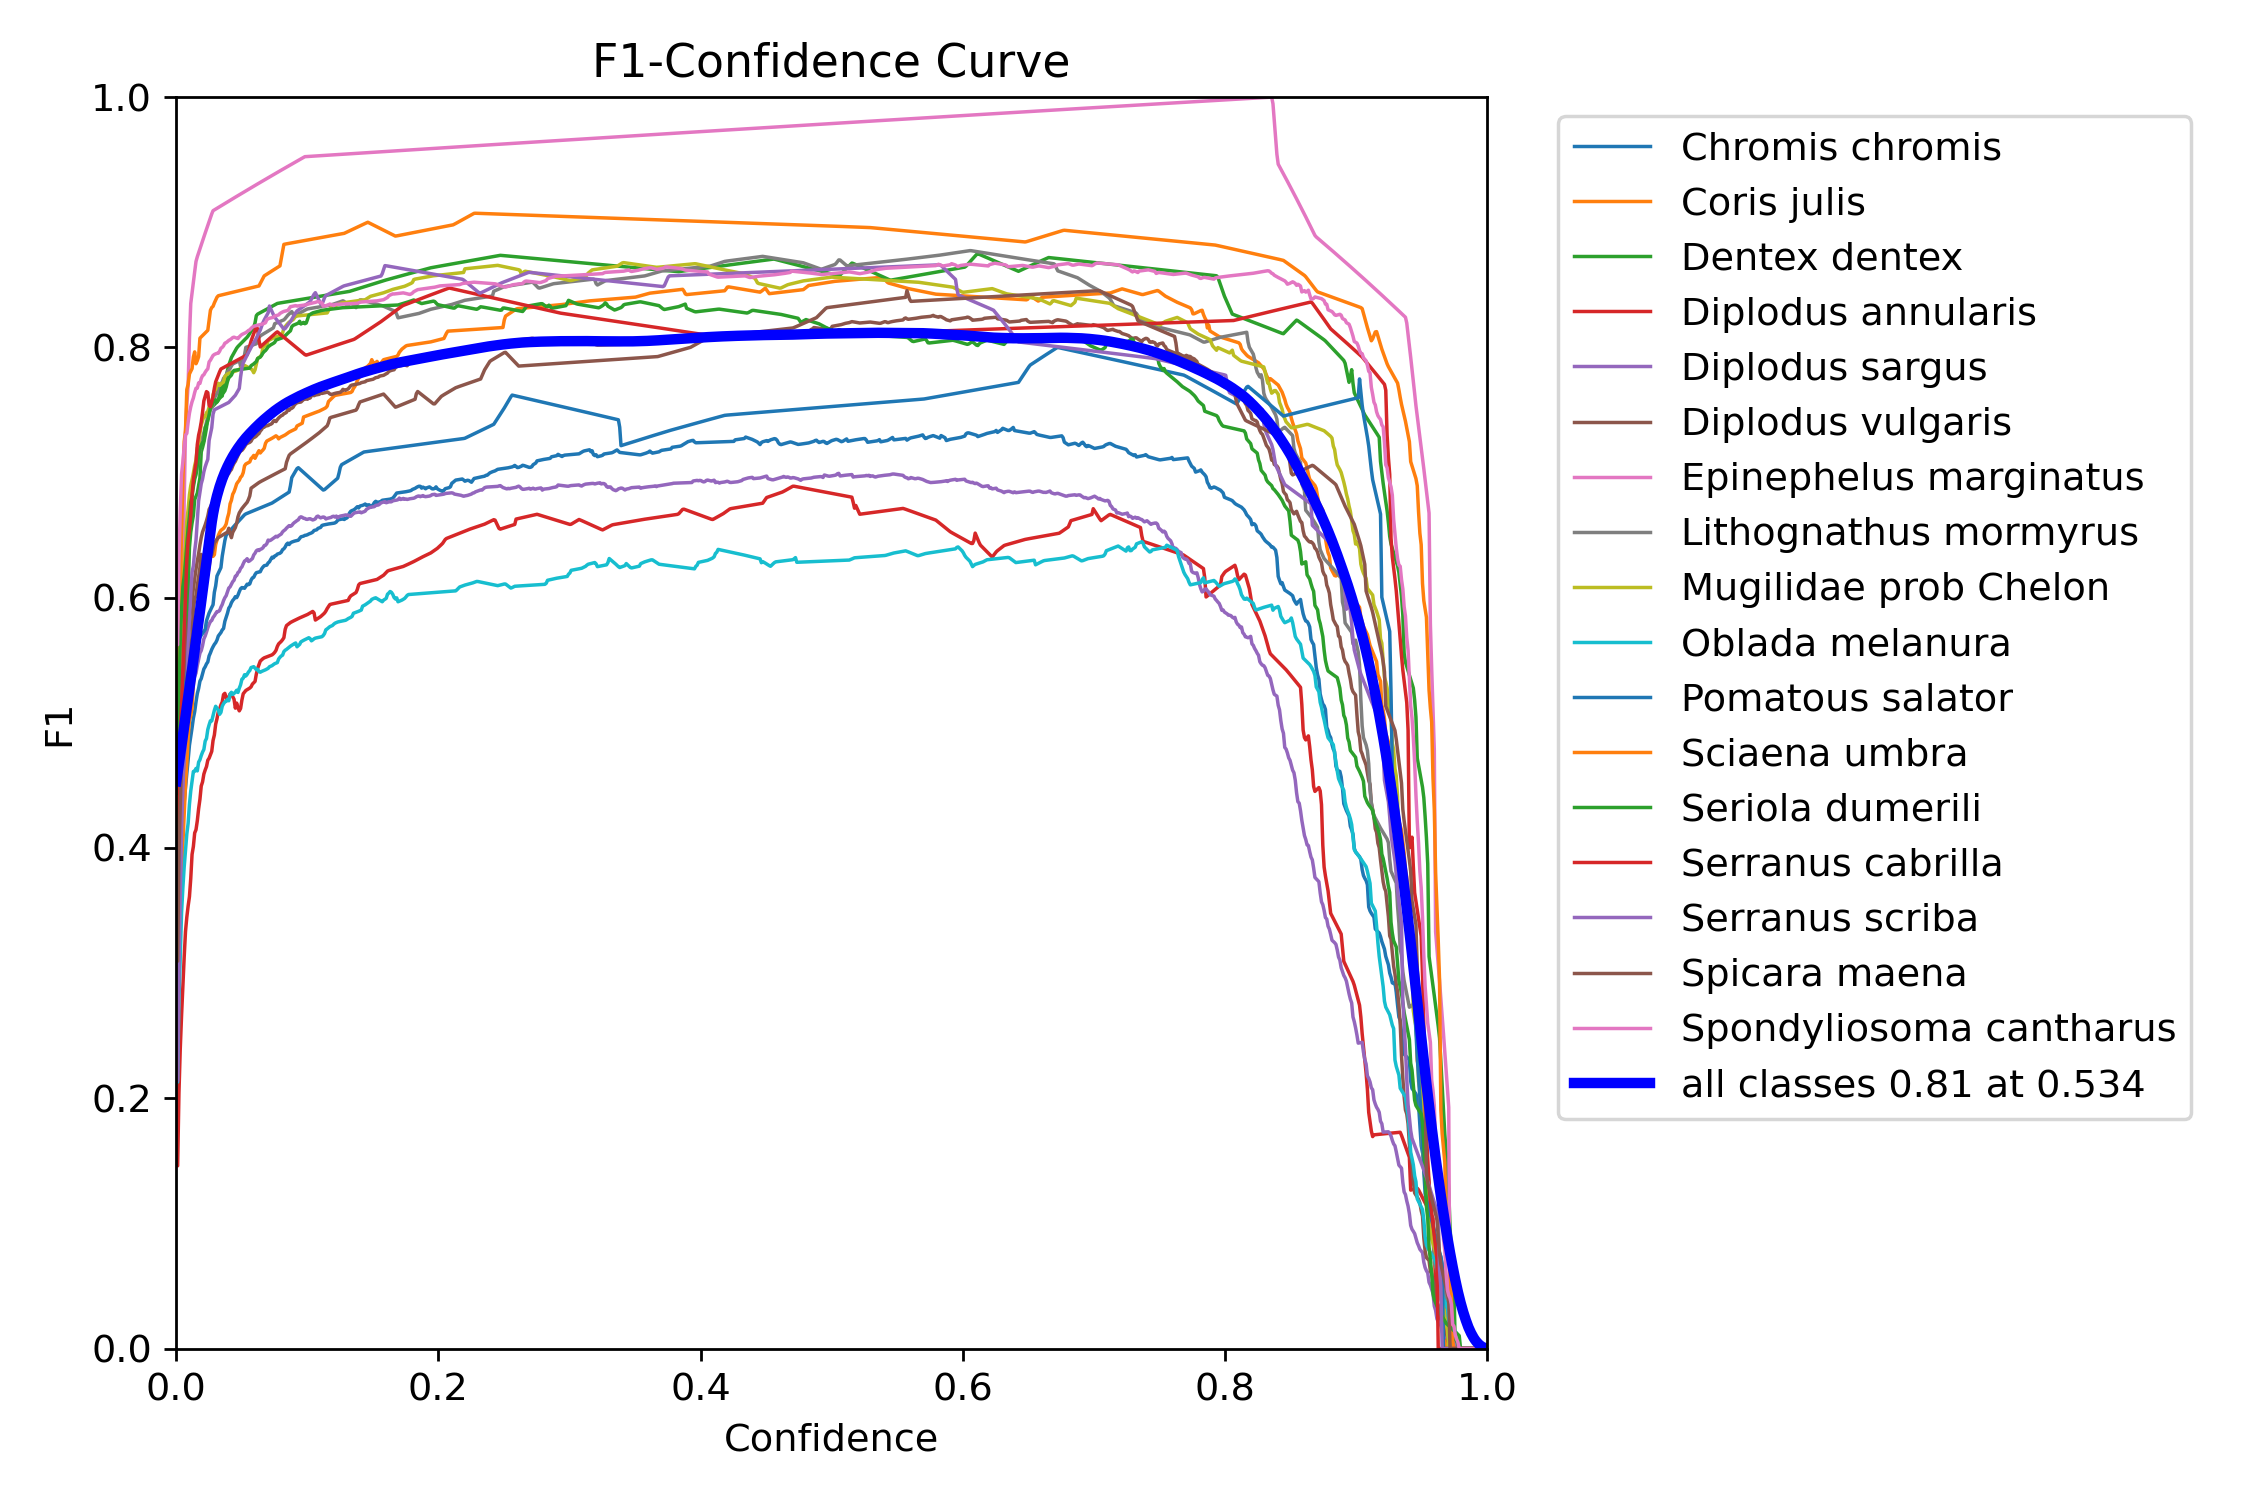 F1-Confidence Curve
1.0
0.8
0.6
0.4
0.2
0.0
F1
0.0 0.2 0.4 0.6 0.8 1.0
Confidence
Chromis chromis
Coris julis
Dentex dentex
Diplodus annularis
Diplodus sargus
Diplodus vulgaris
Epinephelus marginatus
Lithognathus mormyrus
Mugilidae prob Chelon
Oblada melanura
Pomatous salator
Sciaena umbra
Seriola dumerili
Serranus cabrilla
Serranus scriba
Spicara maena
Spondyliosoma cantharus
all classes 0.81 at 0.534